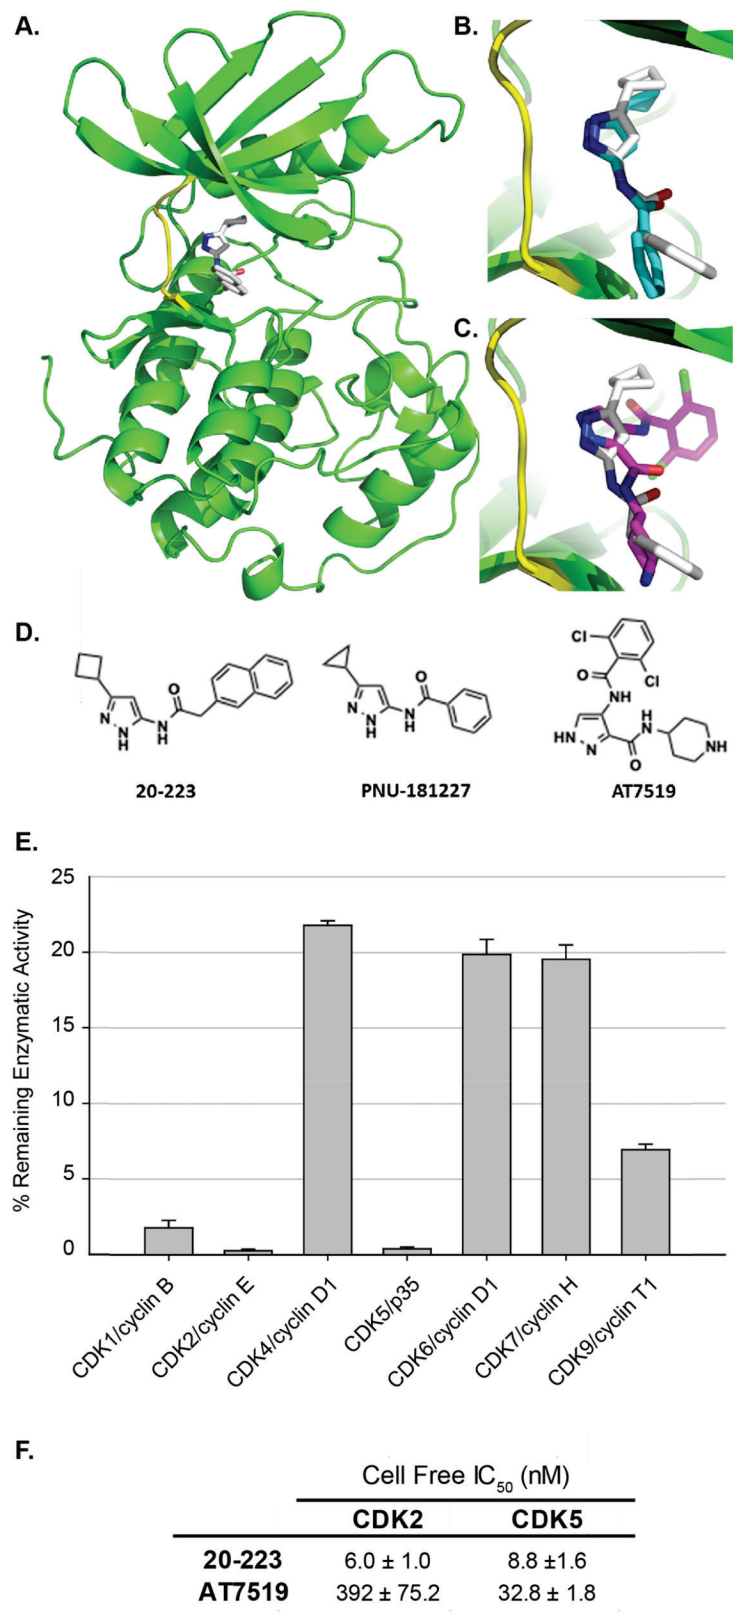 A.
B.
C.
D.
N
N
H
N
H
O
20-223
N
N
H
N
H
O
PNU-181227
Cl
O
Cl
NH
H
N
HN
N
O
NH
AT7519
E.
% Remaining Enzymatic Activity
25
20
15
10
5
0
CDK1/cyclin B
CDK2/cyclin E
CDK4/cyclin D1
CDK5/p35
CDK6/cyclin D1
CDK7/cyclin H
CDK9/cyclin T1
F.
Cell Free IC50 (nM)
CDK2 CDK5
20-223 6.0 ± 1.0 8.8 ±1.6
AT7519 392 ± 75.2 32.8 ± 1.8